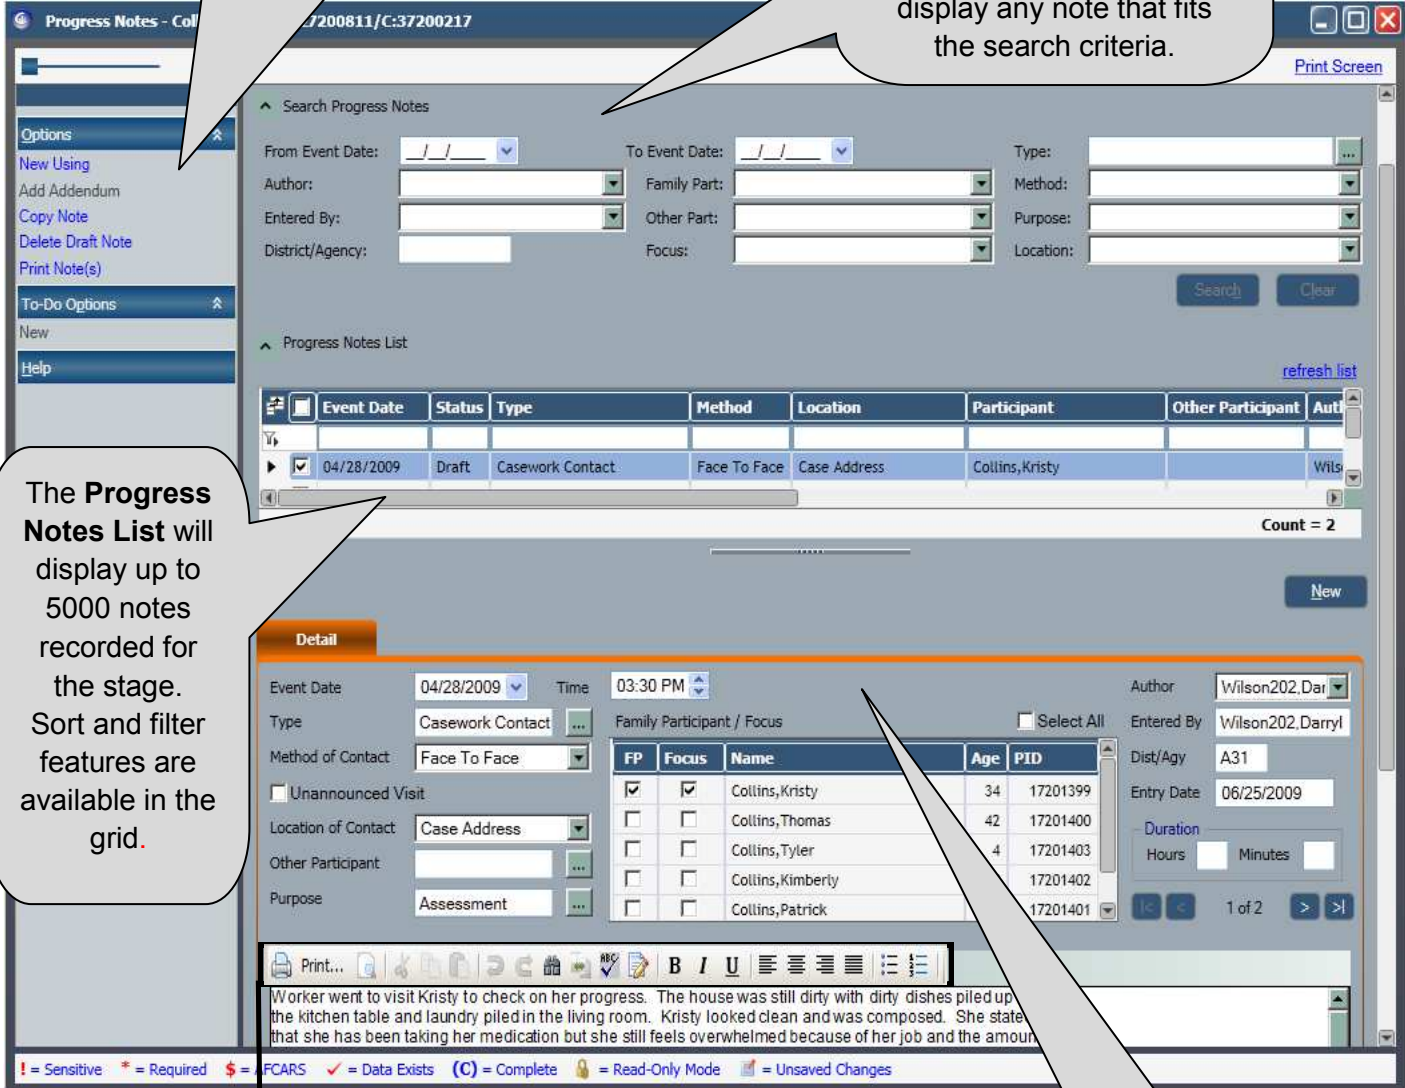 display any note that fits
the search criteria.
Progress Notes - Col 7200811/C:37200217
Print Screen
Options
New Using
Add Addendum
Copy Note
Delete Draft Note
Print Note(s)
To-Do Options
New
Help
Search Progress Notes
From Event Date: __/__/____ To Event Date: __/__/____ Type: ...
Author: Family Part: Method:
Entered By: Other Part: Purpose:
District/Agency: Focus: Location:
Search Clear
Progress Notes List
refresh list
Event Date Status Type Method Location Participant Other Participant Auth
04/28/2009 Draft Casework Contact Face To Face Case Address Collins,Kristy Wils
Count = 2
The Progress
Notes List will
display up to
5000 notes
recorded for
the stage.
Sort and filter
features are
available in the
grid.
New
Detail
Event Date 04/28/2009 Time 03:30 PM Author Wilson202,Dar
Type Casework Contact ... Family Participant / Focus Select All Entered By Wilson202,Darryl
Method of Contact Face To Face FP Focus Name Age PID Dist/Agy A31
Unannounced Visit Collins,Kristy 34 17201399 Entry Date 06/25/2009
Location of Contact Case Address Collins,Thomas 42 17201400 Duration
Other Participant ... Collins,Tyler 4 17201403 Hours Minutes
Collins,Kimberly 17201402
Purpose Assessment ... Collins,Patrick 17201401 |< < 1 of 2 > >|
Print... ABC B I U
Worker went to visit Kristy to check on her progress. The house was still dirty with dirty dishes piled up
the kitchen table and laundry piled in the living room. Kristy looked clean and was composed. She state
that she has been taking her medication but she still feels overwhelmed because of her job and the amoun
! = Sensitive * = Required $ = AFCARS ✓ = Data Exists (C) = Complete = Read-Only Mode = Unsaved Changes